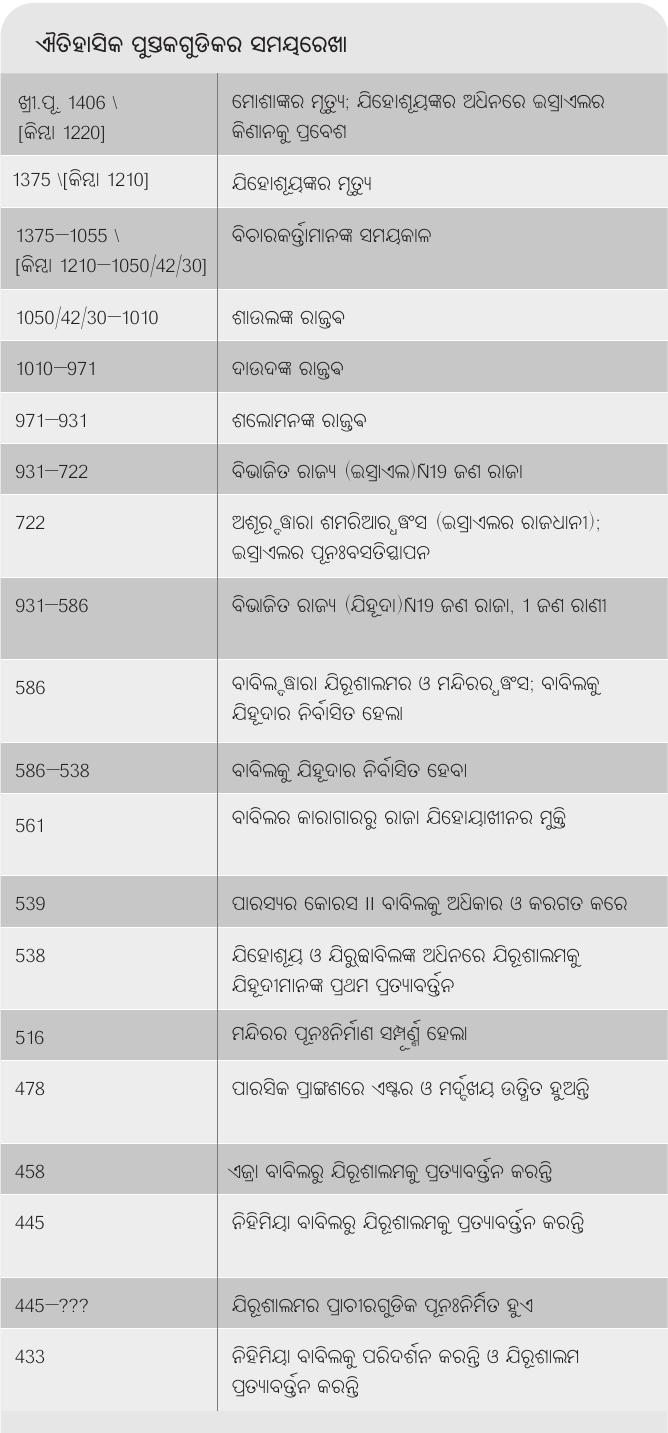 ଐତିହାସିକ ପୁସ୍ତକଗୁଡିକର ସମୟରେଖା
ଖ୍ରୀ.ପୂ. 1406 \ ମୋଶାଙ୍କର ମୃତ୍ୟୁ; ଯିହୋଶୂୟଙ୍କର ଅଧିନରେ ଇସ୍ରାଏଲର
[କିମ୍ଵା 1220] କିଣାନକୁ ପ୍ରବେଶ
1375 \[କିମ୍ଵା 1210] ଯିହୋଶୂୟଙ୍କର ମୃତ୍ୟୁ
1375—1055 \ ବିଚାରକର୍ତ୍ତାମାନଙ୍କ ସମୟକାଳ
[କିମ୍ଵା 1210—1050/42/30]
1050/42/30—1010 ଶାଉଲଙ୍କ ରାଜ୍ତଵ
1010—971 ଦାଉଦଙ୍କ ରାଜ୍ତଵ
971—931 ଶଲୋମନଙ୍କ ରାଜ୍ତଵ
931—722 ବିଭାଜିତ ରାଜ୍ୟ (ଇସ୍ରାଏଲ)Ñ19 ଜଣ ରାଜା
722 ଅଶୂର୍ଦ୍ୱାରା ଶମରିଆର୍ଧ୍ୱଂସ (ଇସ୍ରାଏଲର ରାଜଧାନୀ);
ଇସ୍ରାଏଲର ପୂନଃବସତିସ୍ଥାପନ
931—586 ବିଭାଜିତ ରାଜ୍ୟ (ଯିହୂଦା)Ñ19 ଜଣ ରାଜା, 1 ଜଣ ରାଣୀ
586 ବାବିଲ୍ଦ୍ୱାରା ଯିରୂଶାଲମର ଓ ମନ୍ଦିରର୍ଧ୍ୱଂସ; ବାବିଲକୁ
ଯିହୂଦାର ନିର୍ବାସିତ ହେଲା
586—538 ବାବିଲକୁ ଯିହୂଦାର ନିର୍ବାସିତ ହେବା
561 ବାବିଲର କାରାଗାରରୁ ରାଜା ଯିହୋୟାଖୀନର ମୁକ୍ତି
539 ପାରସ୍ୟର କୋରସ II ବାବିଲକୁ ଅଧିକାର ଓ କରଗତ କରେ
538 ଯିହୋଶୂୟ ଓ ଯିରୁବ୍ବାବିଲଙ୍କ ଅଧିନରେ ଯିରୂଶାଲମକୁ
ଯିହୂଦୀମାନଙ୍କ ପ୍ରଥମ ପ୍ରତ୍ୟାବର୍ତ୍ତନ
516 ମନ୍ଦିରର ପୂନଃନିର୍ମାଣ ସମ୍ପୂର୍ଣ୍ଣ ହେଲା
478 ପାରସିକ ପ୍ରାଙ୍ଗଣରେ ଏଷ୍ଟର ଓ ମର୍ଦ୍ଦଖୟ ଉତ୍ଥିତ ହୁଅନ୍ତି
458 ଏଜ୍ରା ବାବିଲରୁ ଯିରୂଶାଲମକୁ ପ୍ରତ୍ୟାବର୍ତ୍ତନ କରନ୍ତି
445 ନିହିମିୟା ବାବିଲରୁ ଯିରୂଶାଲମକୁ ପ୍ରତ୍ୟାବର୍ତ୍ତନ କରନ୍ତି
445—??? ଯିରୂଶାଲମର ପ୍ରାଚୀରଗୁଡିକ ପୂନଃନିର୍ମିତ ହୁଏ
433 ନିହିମିୟା ବାବିଲକୁ ପରିଦର୍ଶନ କରନ୍ତି ଓ ଯିରୂଶାଲମ
ପ୍ରତ୍ୟାବର୍ତ୍ତନ କରନ୍ତି